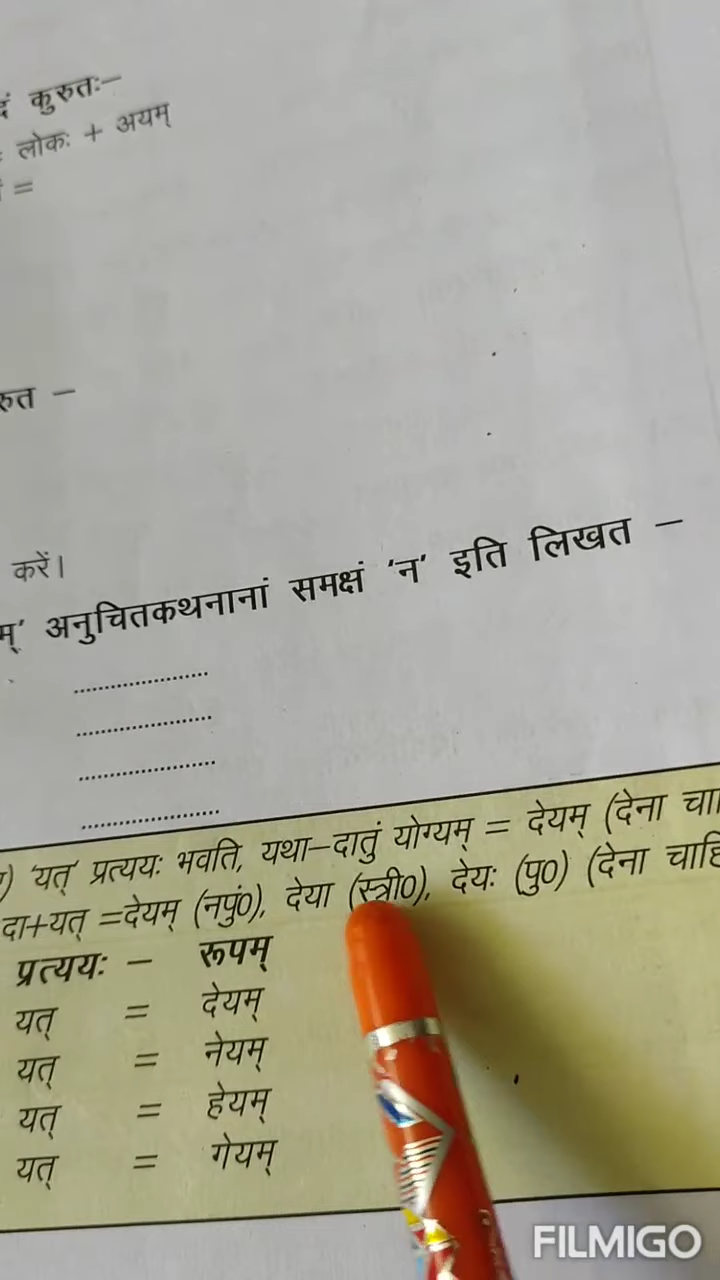 कुरुतः–
लोकः + अयम्
=
रुत –
करें।
म्' अनुचितकथनानां समक्षं 'न' इति लिखत –
....................
....................
....................
....................
'यत्' प्रत्ययः भवति, यथा–दातुं योग्यम् = देयम् (देना चा
दा+यत् =देयम् (नपुं0), देया (स्त्री0), देयः (पु0) (देना चाहि
प्रत्ययः – रूपम्
यत् = देयम्
यत् = नेयम्
यत् = हेयम्
यत् = गेयम्
FILMIGO